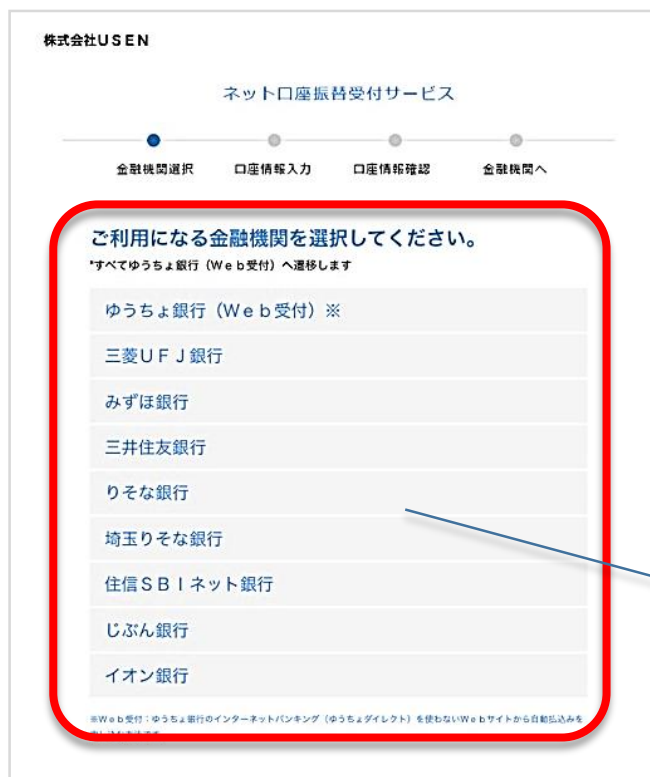 株式会社USEN
ネット口座振替受付サービス
金融機関選択 口座情報入力 口座情報確認 金融機関へ
ご利用になる金融機関を選択してください。
*すべてゆうちょ銀行（Web受付）へ遷移します
ゆうちょ銀行（Web受付）※
三菱UFJ銀行
みずほ銀行
三井住友銀行
りそな銀行
埼玉りそな銀行
住信SBIネット銀行
じぶん銀行
イオン銀行
※Web受付：ゆうちょ銀行のインターネットバンキング（ゆうちょダイレクト）を使わないWebサイトから自動払込みを